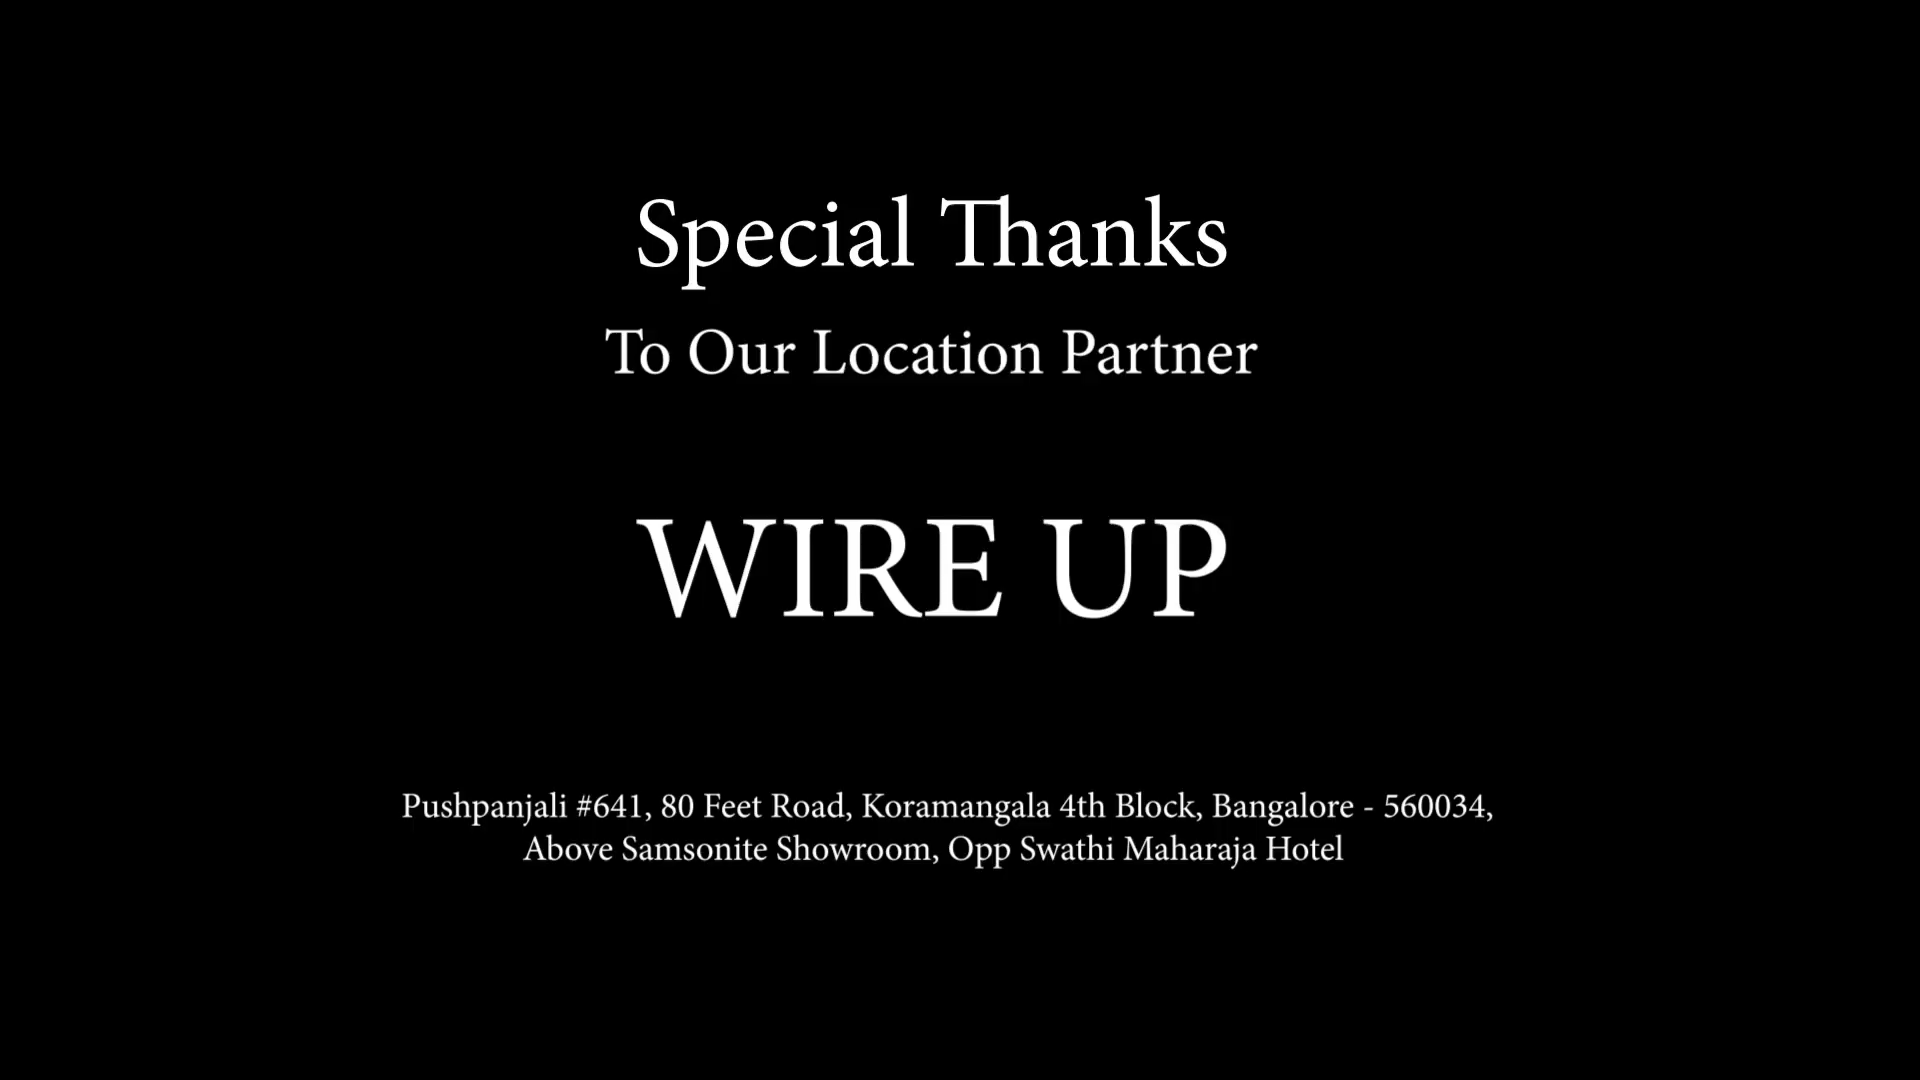 Special Thanks
To Our Location Partner
WIRE UP
Pushpanjali #641, 80 Feet Road, Koramangala 4th Block, Bangalore - 560034,
Above Samsonite Showroom, Opp Swathi Maharaja Hotel